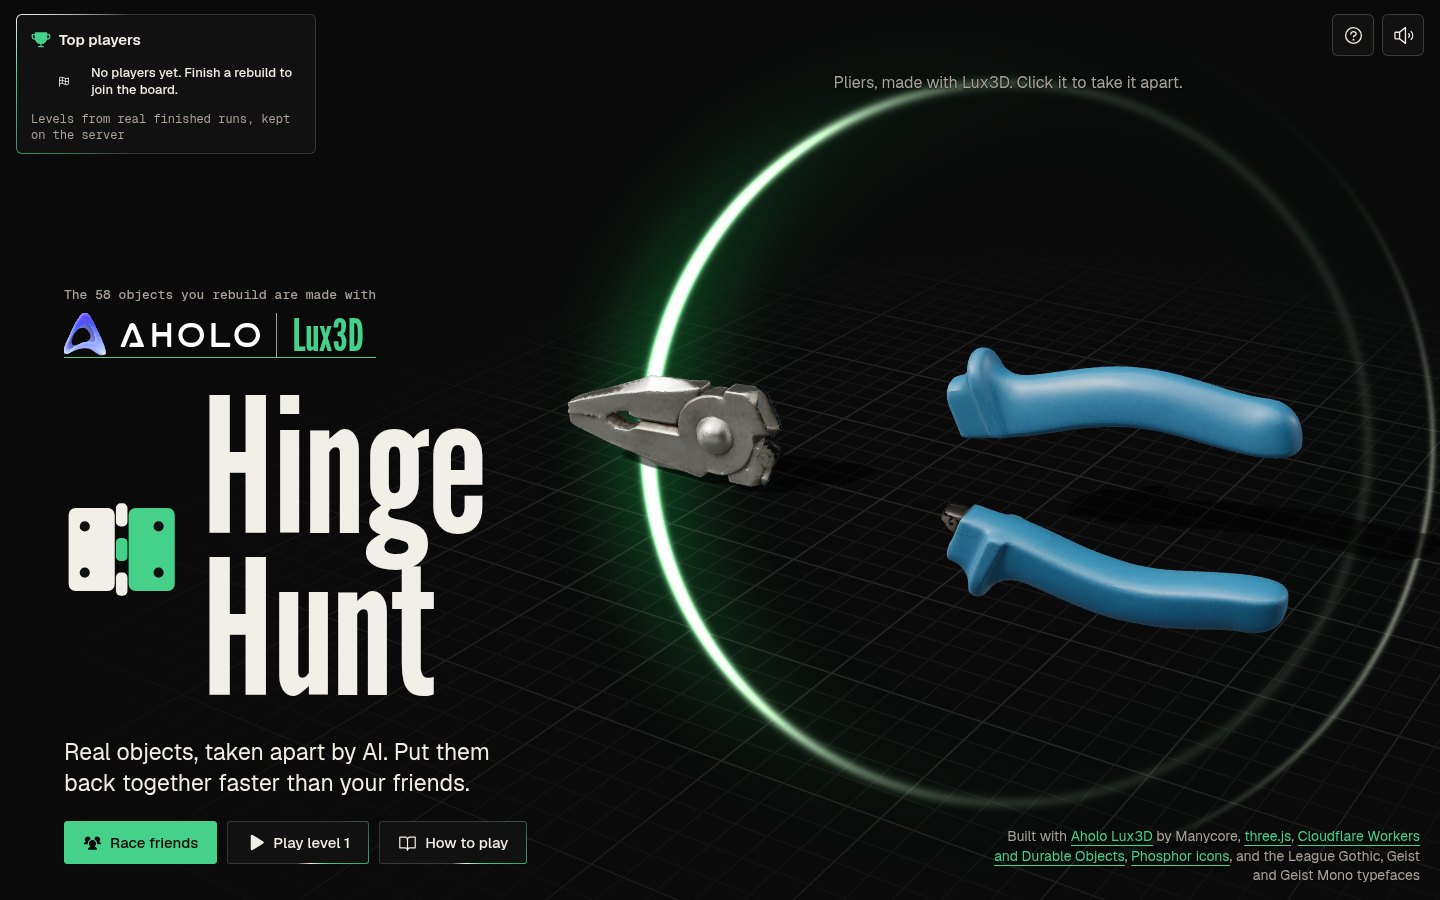 Top players
No players yet. Finish a rebuild to
join the board.
Levels from real finished runs, kept
on the server
Pliers, made with Lux3D. Click it to take it apart.
The 58 objects you rebuild are made with
AHOLO Lux3D
Hinge
Hunt
Real objects, taken apart by AI. Put them
back together faster than your friends.
Race friends
Play level 1
How to play
Built with Aholo Lux3D by Manycore, three.js, Cloudflare Workers
and Durable Objects, Phosphor icons, and the League Gothic, Geist
and Geist Mono typefaces